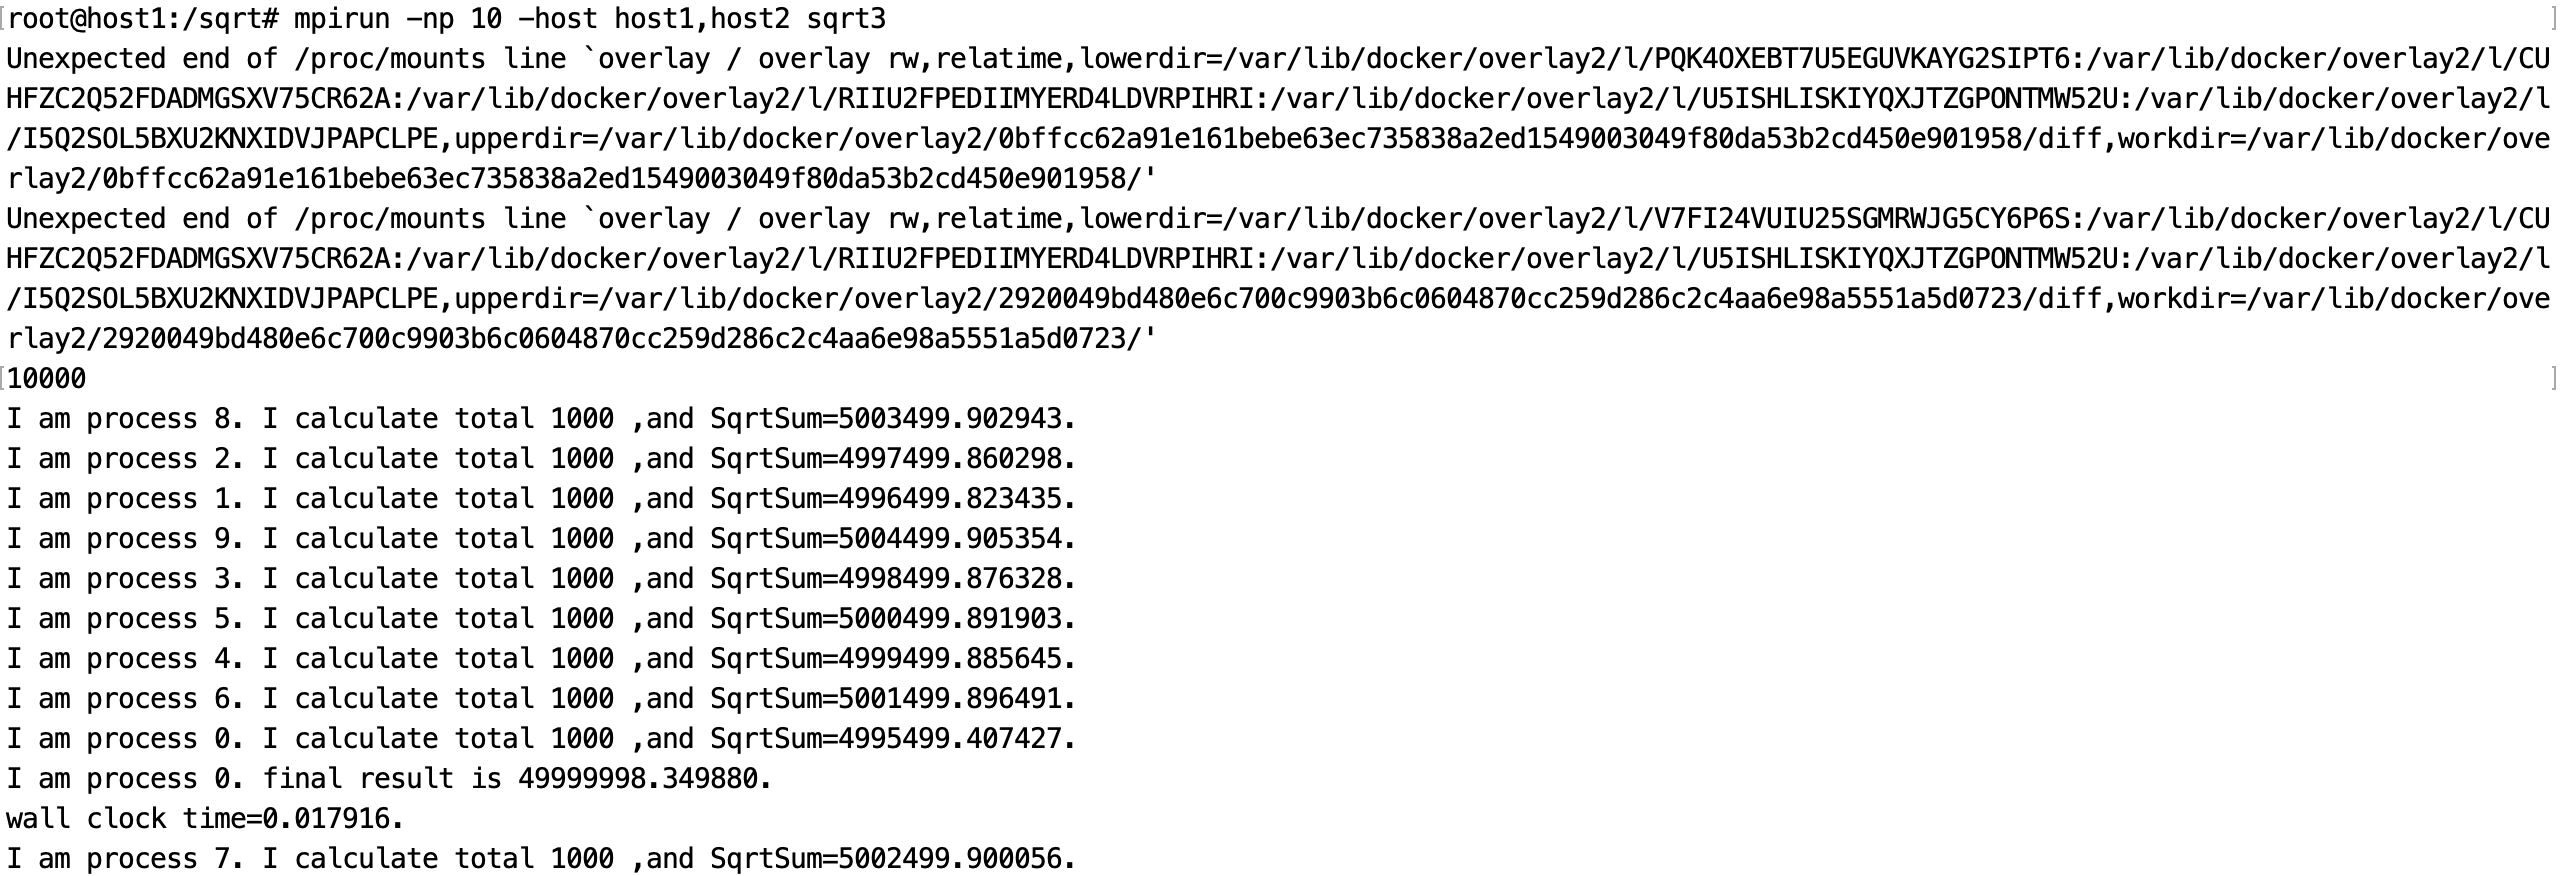 [root@host1:/sqrt# mpirun -np 10 -host host1,host2 sqrt3]
Unexpected end of /proc/mounts line `overlay / overlay rw,relatime,lowerdir=/var/lib/docker/overlay2/l/PQK4OXEBT7U5EGUVKAYG2SIPT6:/var/lib/docker/overlay2/l/CU
HFZC2Q52FDADMGSXV75CR62A:/var/lib/docker/overlay2/l/RIIU2FPEDIIMYERD4LDVRPIHRI:/var/lib/docker/overlay2/l/U5ISHLISKIYQXJTZGPONTMW52U:/var/lib/docker/overlay2/l
/I5Q2SOL5BXU2KNXIDVJPAPCLPE,upperdir=/var/lib/docker/overlay2/0bffcc62a91e161bebe63ec735838a2ed1549003049f80da53b2cd450e901958/diff,workdir=/var/lib/docker/ove
rlay2/0bffcc62a91e161bebe63ec735838a2ed1549003049f80da53b2cd450e901958/'
Unexpected end of /proc/mounts line `overlay / overlay rw,relatime,lowerdir=/var/lib/docker/overlay2/l/V7FI24VUIU25SGMRWJG5CY6P6S:/var/lib/docker/overlay2/l/CU
HFZC2Q52FDADMGSXV75CR62A:/var/lib/docker/overlay2/l/RIIU2FPEDIIMYERD4LDVRPIHRI:/var/lib/docker/overlay2/l/U5ISHLISKIYQXJTZGPONTMW52U:/var/lib/docker/overlay2/l
/I5Q2SOL5BXU2KNXIDVJPAPCLPE,upperdir=/var/lib/docker/overlay2/2920049bd480e6c700c9903b6c0604870cc259d286c2c4aa6e98a5551a5d0723/diff,workdir=/var/lib/docker/ove
rlay2/2920049bd480e6c700c9903b6c0604870cc259d286c2c4aa6e98a5551a5d0723/'
[10000]
I am process 8. I calculate total 1000 ,and SqrtSum=5003499.902943.
I am process 2. I calculate total 1000 ,and SqrtSum=4997499.860298.
I am process 1. I calculate total 1000 ,and SqrtSum=4996499.823435.
I am process 9. I calculate total 1000 ,and SqrtSum=5004499.905354.
I am process 3. I calculate total 1000 ,and SqrtSum=4998499.876328.
I am process 5. I calculate total 1000 ,and SqrtSum=5000499.891903.
I am process 4. I calculate total 1000 ,and SqrtSum=4999499.885645.
I am process 6. I calculate total 1000 ,and SqrtSum=5001499.896491.
I am process 0. I calculate total 1000 ,and SqrtSum=4995499.407427.
I am process 0. final result is 49999998.349880.
wall clock time=0.017916.
I am process 7. I calculate total 1000 ,and SqrtSum=5002499.900056.